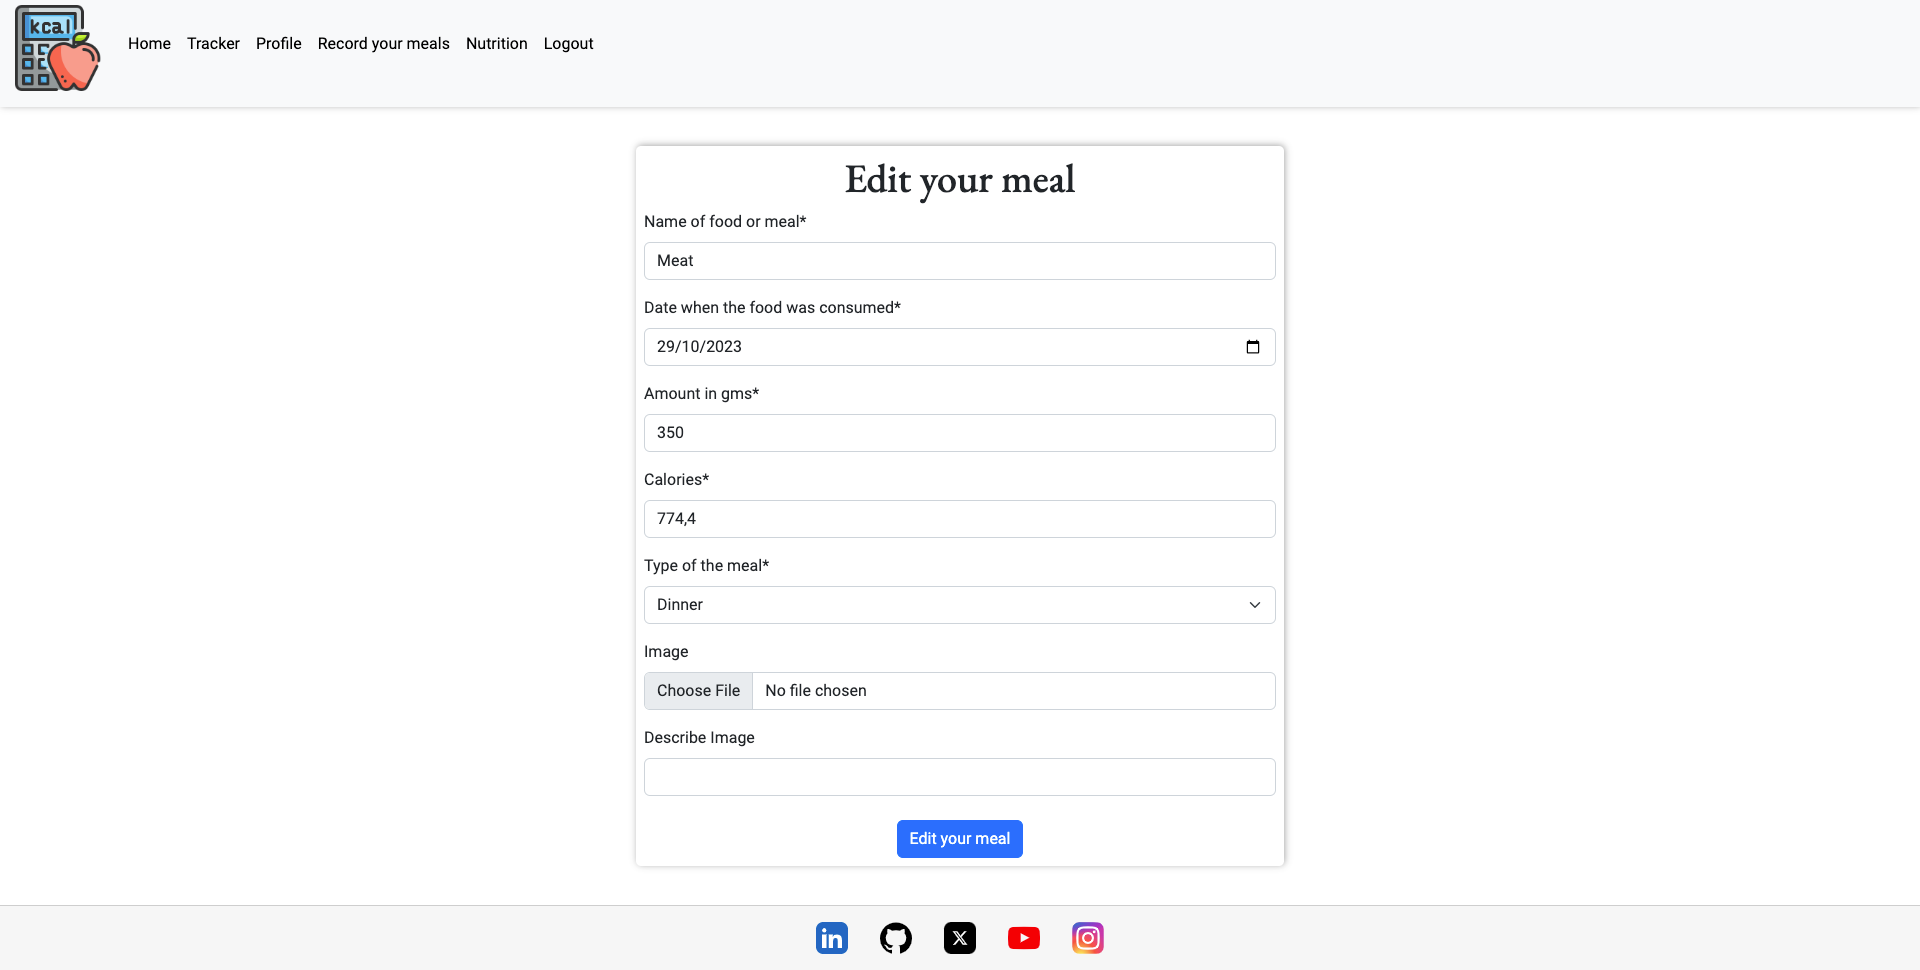 kcal
Home Tracker Profile Record your meals Nutrition Logout
Edit your meal
Name of food or meal*
Meat
Date when the food was consumed*
29/10/2023
Amount in gms*
350
Calories*
774,4
Type of the meal*
Dinner
Image
Choose File No file chosen
Describe Image
Edit your meal
in X